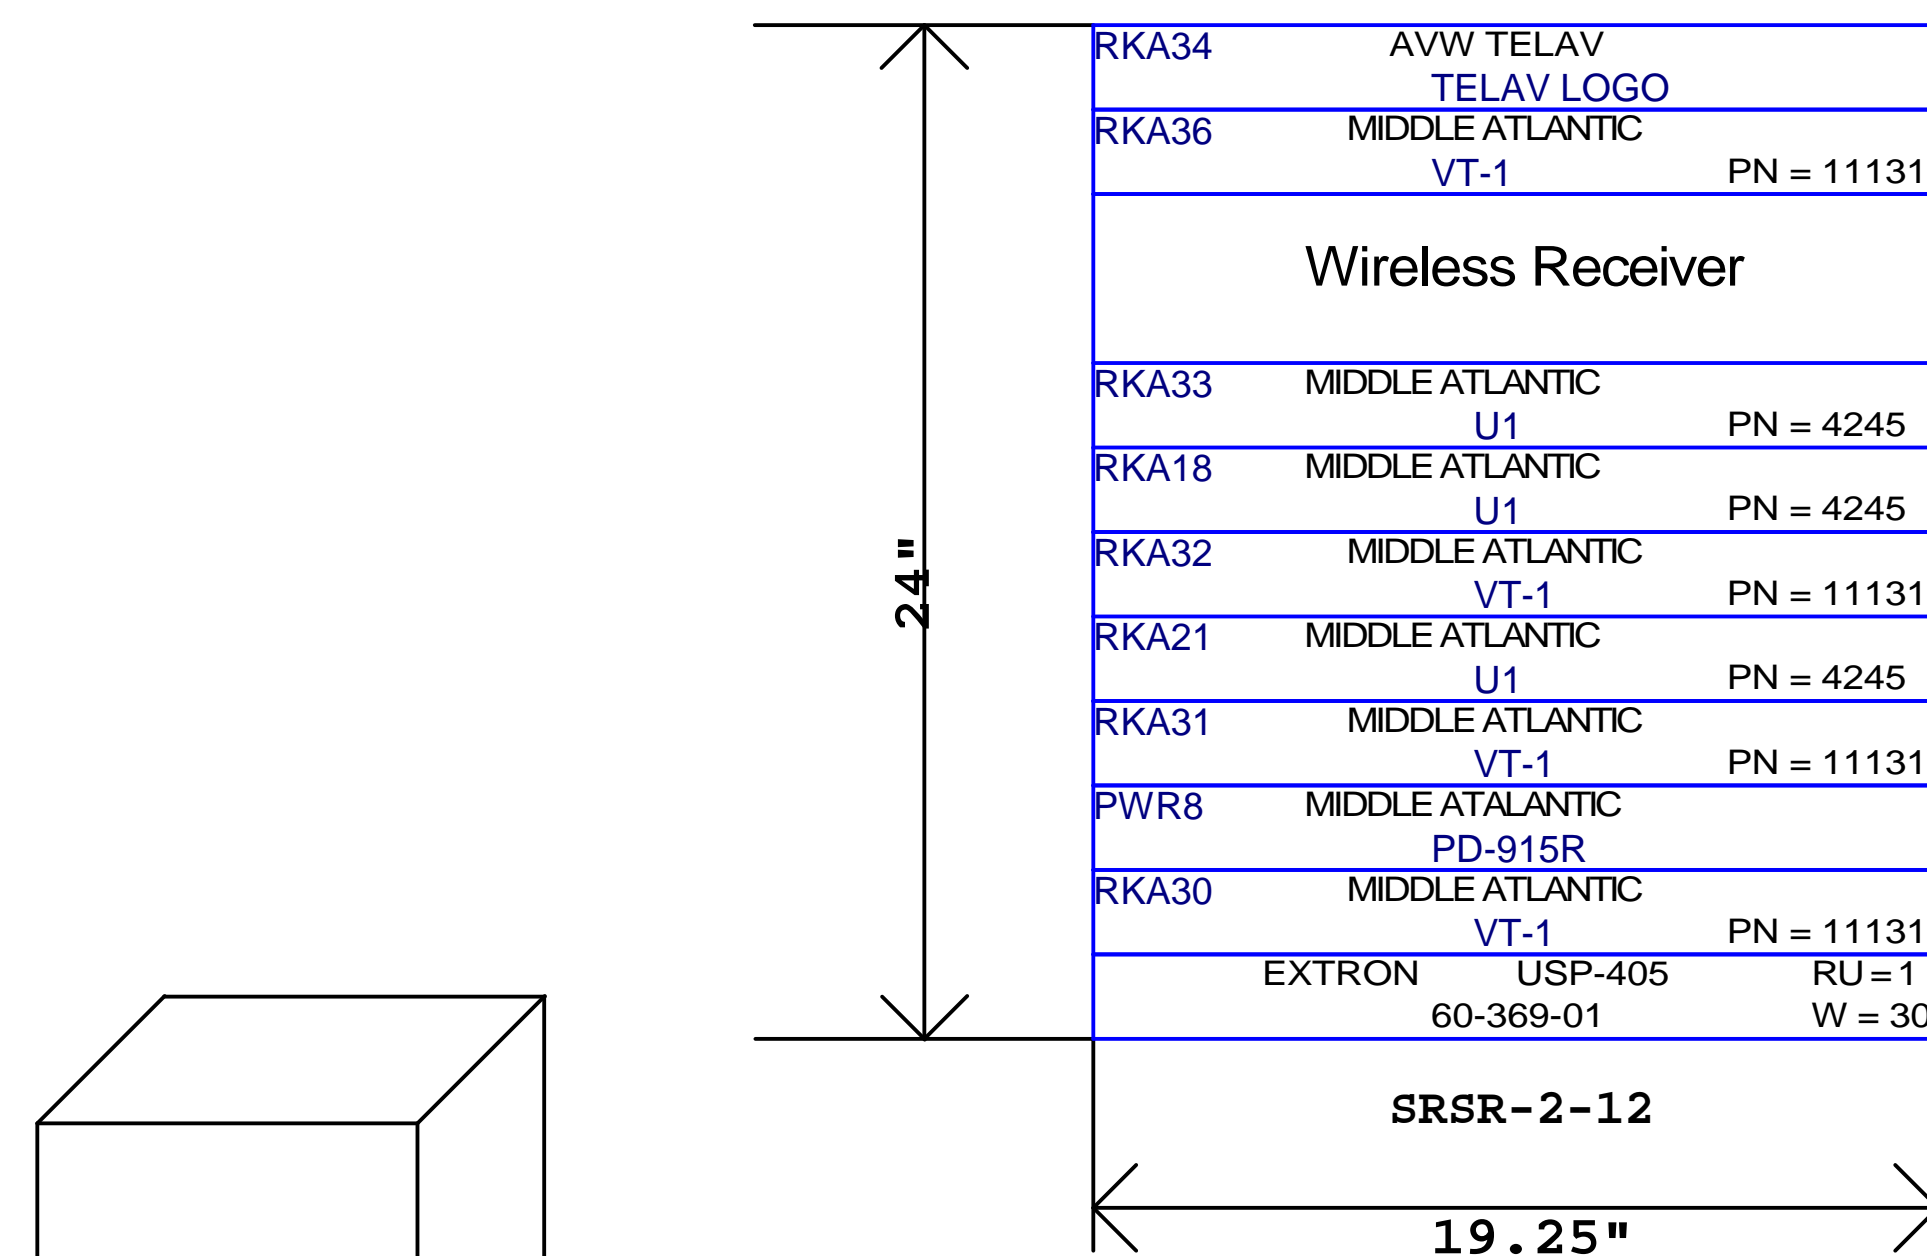 RKA34 AVW TELAV
TELAV LOGO
RKA36 MIDDLE ATLANTIC
VT-1 PN = 11131
Wireless Receiver
RKA33 MIDDLE ATLANTIC
U1 PN = 4245
RKA18 MIDDLE ATLANTIC
U1 PN = 4245
24"
RKA32 MIDDLE ATLANTIC
VT-1 PN = 11131
RKA21 MIDDLE ATLANTIC
U1 PN = 4245
RKA31 MIDDLE ATLANTIC
VT-1 PN = 11131
PWR8 MIDDLE ATALANTIC
PD-915R
RKA30 MIDDLE ATLANTIC
VT-1 PN = 11131
EXTRON USP-405 RU=1
60-369-01 W = 30
SRSR-2-12
19.25"